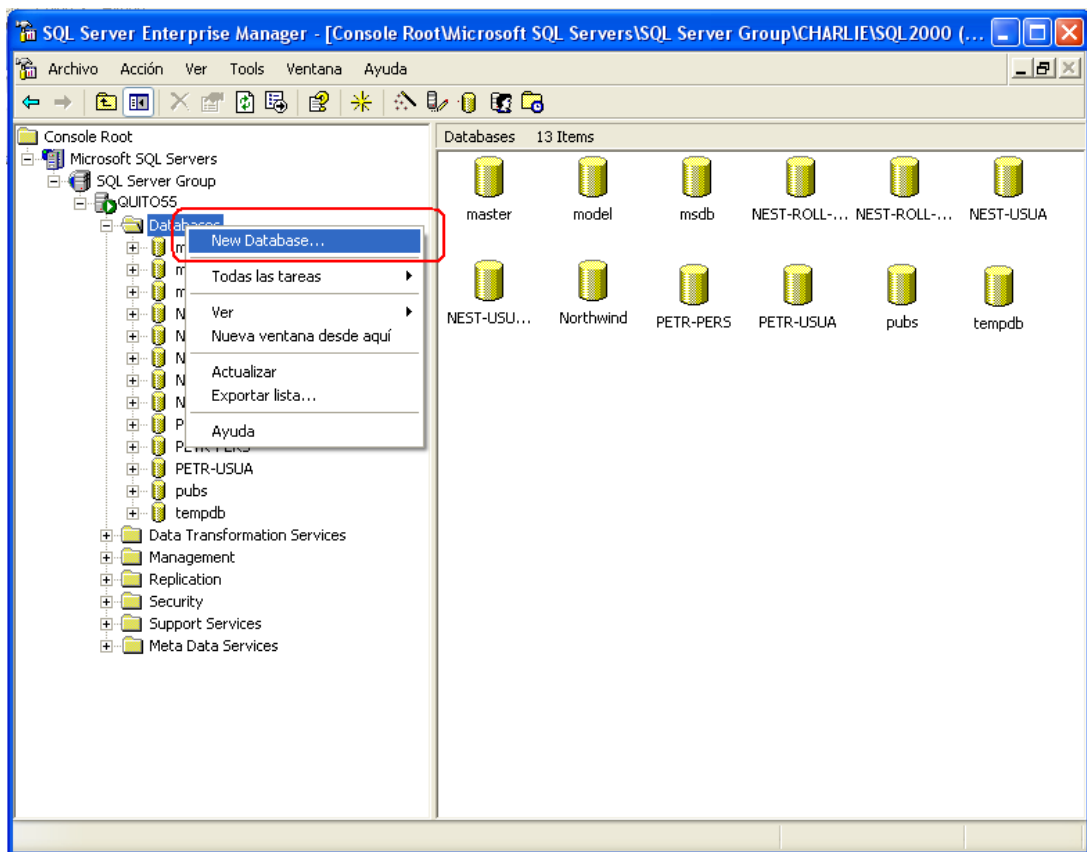 SQL Server Enterprise Manager - [Console Root\Microsoft SQL Servers\SQL Server Group\CHARLIE\SQL2000 (...
Archivo Acción Ver Tools Ventana Ayuda
Console Root
Microsoft SQL Servers
SQL Server Group
QUITO55
Databases
New Database...
Todas las tareas
Ver
Nueva ventana desde aquí
Actualizar
Exportar lista...
Ayuda
m
m
m
N
N
N
N
N
P
PETR-PERS
PETR-USUA
pubs
tempdb
Data Transformation Services
Management
Replication
Security
Support Services
Meta Data Services
Databases 13 Items
master model msdb NEST-ROLL-... NEST-ROLL-... NEST-USUA
NEST-USU... Northwind PETR-PERS PETR-USUA pubs tempdb